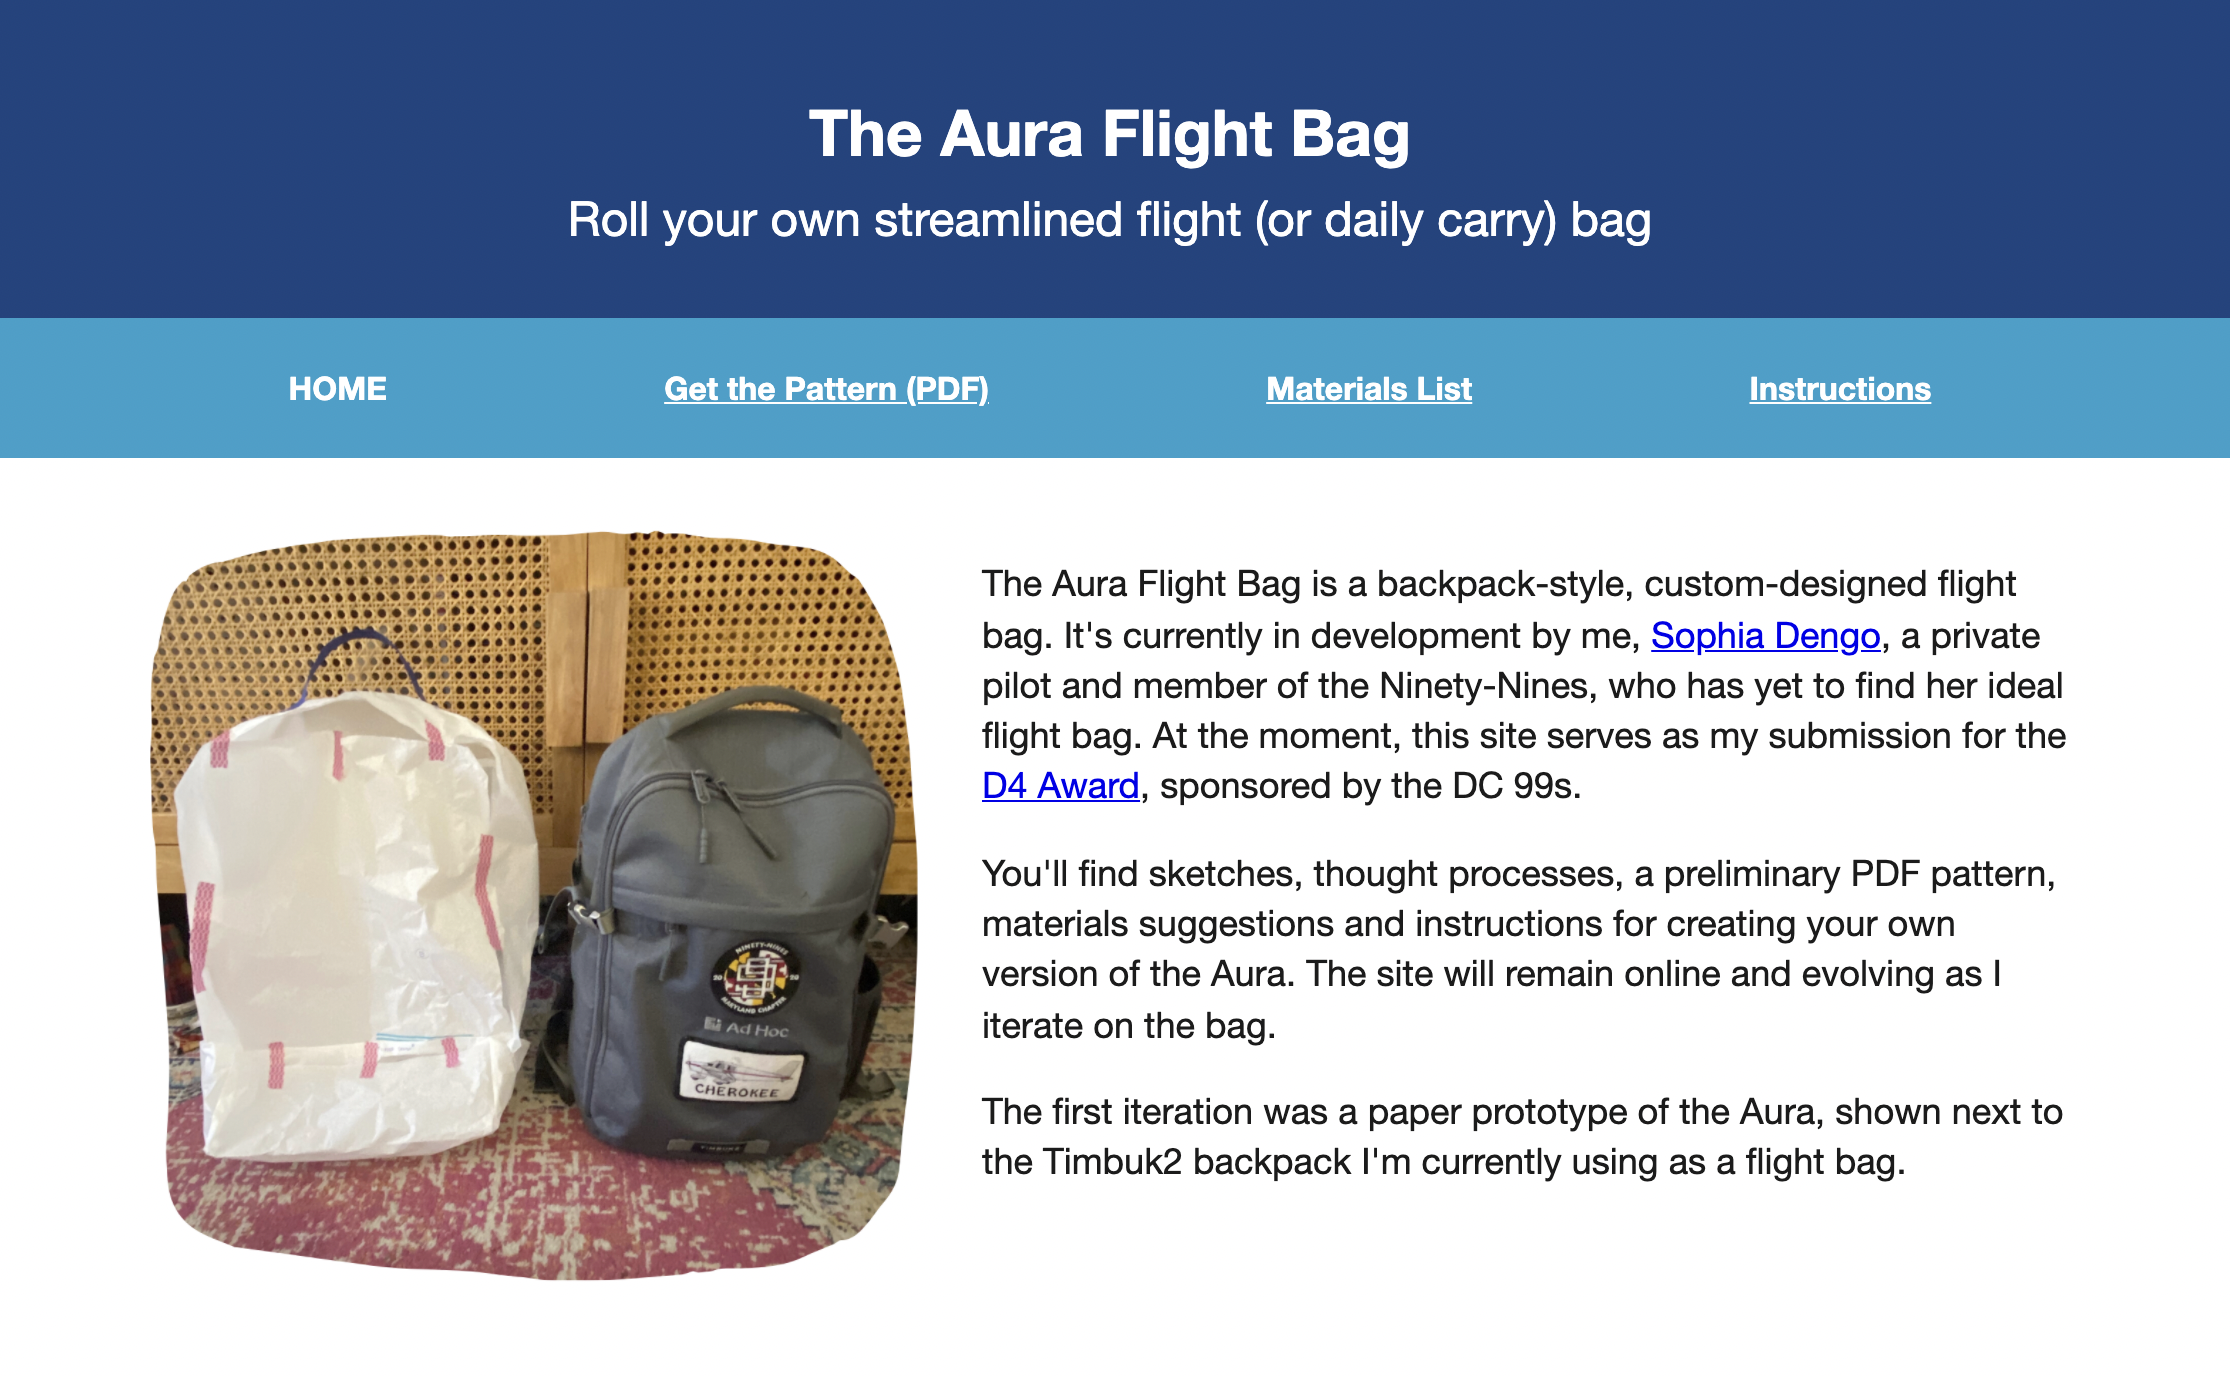 The Aura Flight Bag
Roll your own streamlined flight (or daily carry) bag
HOME
Get the Pattern (PDF)
Materials List
Instructions
NINETY-NINES
MARYLAND CHAPTER
Ad Hoc
CHEROKEE
The Aura Flight Bag is a backpack-style, custom-designed flight
bag. It's currently in development by me, Sophia Dengo, a private
pilot and member of the Ninety-Nines, who has yet to find her ideal
flight bag. At the moment, this site serves as my submission for the
D4 Award, sponsored by the DC 99s.
You'll find sketches, thought processes, a preliminary PDF pattern,
materials suggestions and instructions for creating your own
version of the Aura. The site will remain online and evolving as I
iterate on the bag.
The first iteration was a paper prototype of the Aura, shown next to
the Timbuk2 backpack I'm currently using as a flight bag.